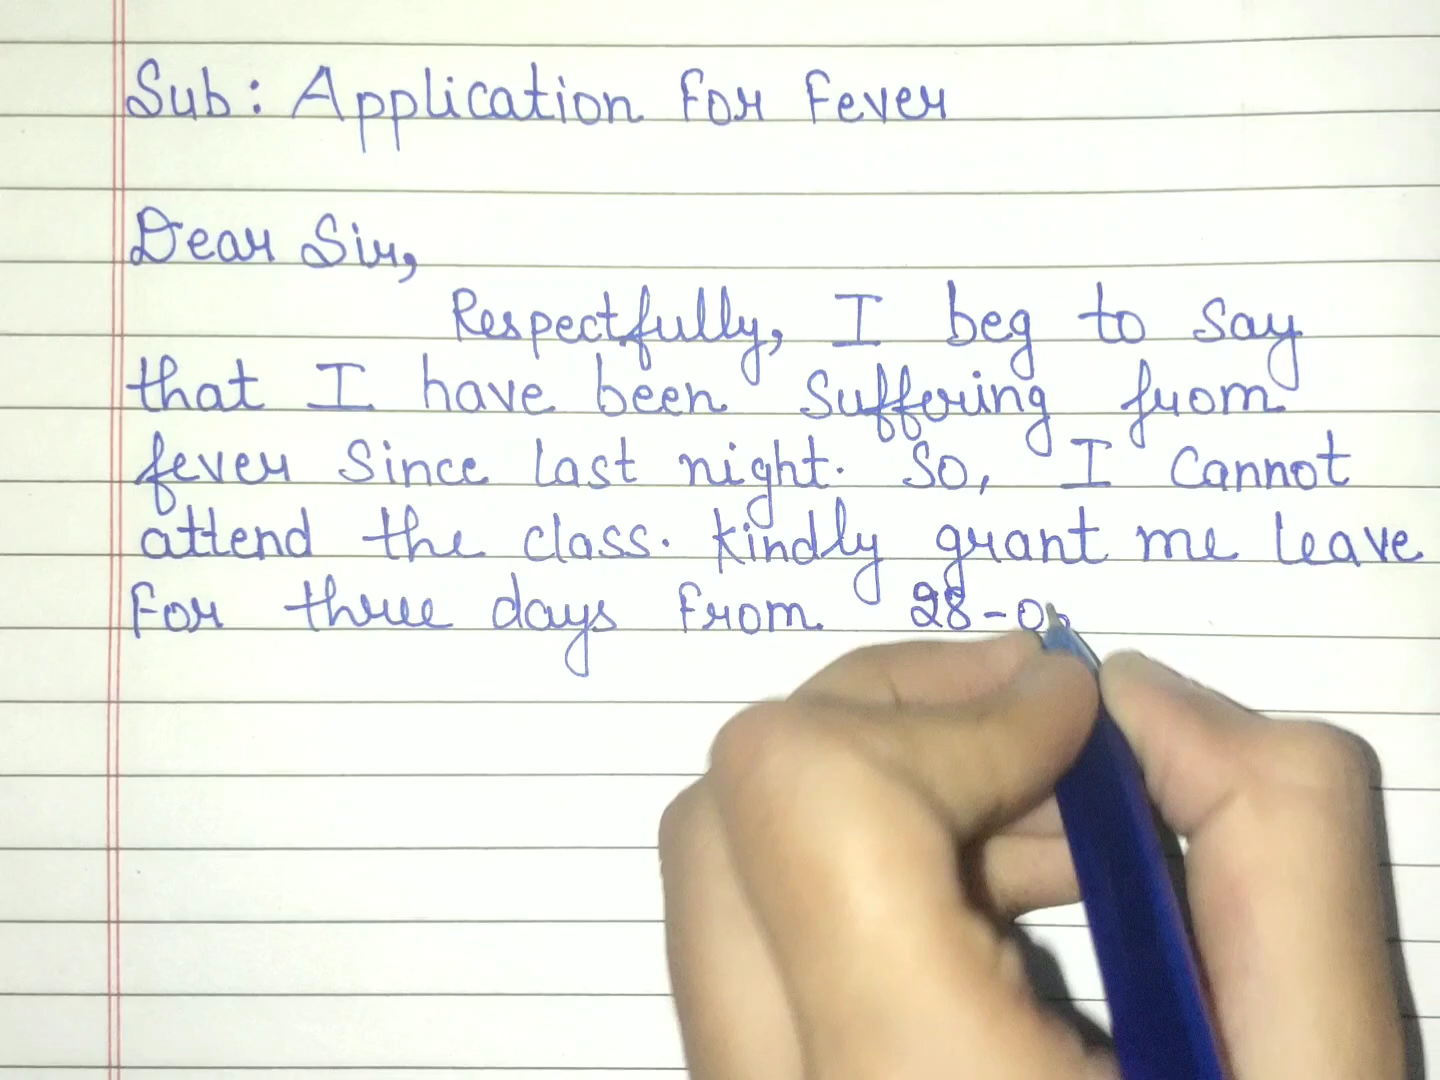 Sub: Application For Fever
Dear Sir,
Respectfully, I beg to say
that I have been suffering from
fever since last night. So, I cannot
attend the class. Kindly grant me leave
For three days From 28-0